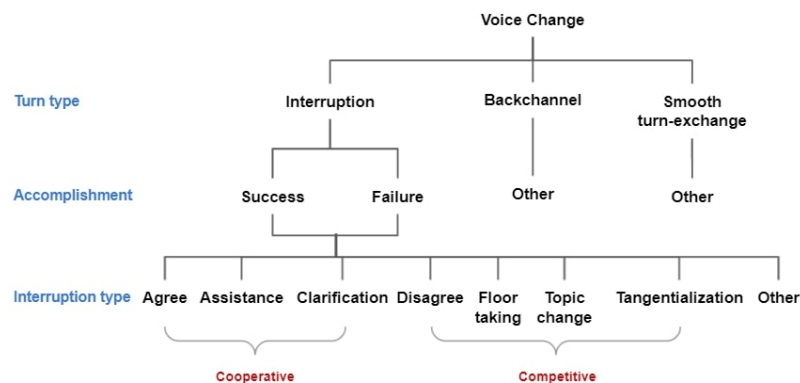 Voice Change
Turn type
Interruption
Backchannel
Smooth
turn-exchange
Accomplishment
Success
Failure
Other
Other
Interruption type
Agree
Assistance
Clarification
Disagree
Floor
taking
Topic
change
Tangentialization
Other
Cooperative
Competitive